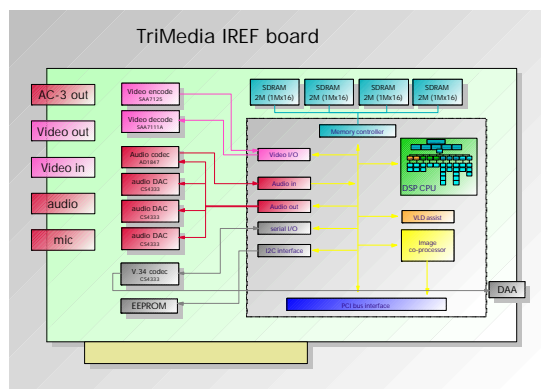 TriMedia IREF board
AC-3 out
Video out
Video in
audio
mic
Video encode
SAA7125
Video decode
SAA7111A
Audio codec
AD1847
audio DAC
CS4333
audio DAC
CS4333
audio DAC
CS4333
V.34 codec
CS4333
EEPROM
SDRAM
2M (1Mx16)
SDRAM
2M (1Mx16)
SDRAM
2M (1Mx16)
SDRAM
2M (1Mx16)
Memory controller
Video I/O
Audio in
Audio out
serial I/O
I2C Interface
DSP CPU
VLD assist
Image
co-processor
PCI bus interface
DAA